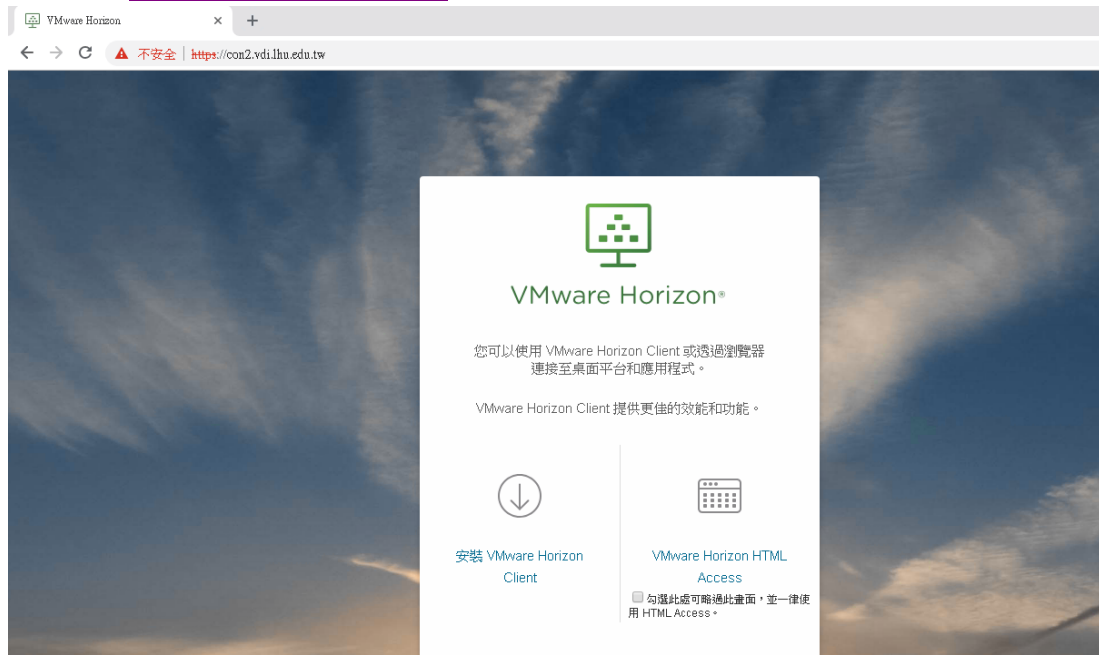 VMware Horizon
不安全 | https://con2.vdi.lhu.edu.tw
VMware Horizon®
您可以使用 VMware Horizon Client 或透過瀏覽器
連接至桌面平台和應用程式。
VMware Horizon Client 提供更佳的效能和功能。
安裝 VMware Horizon
Client
VMware Horizon HTML
Access
勾選此處可略過此畫面，並一律使
用 HTML Access。